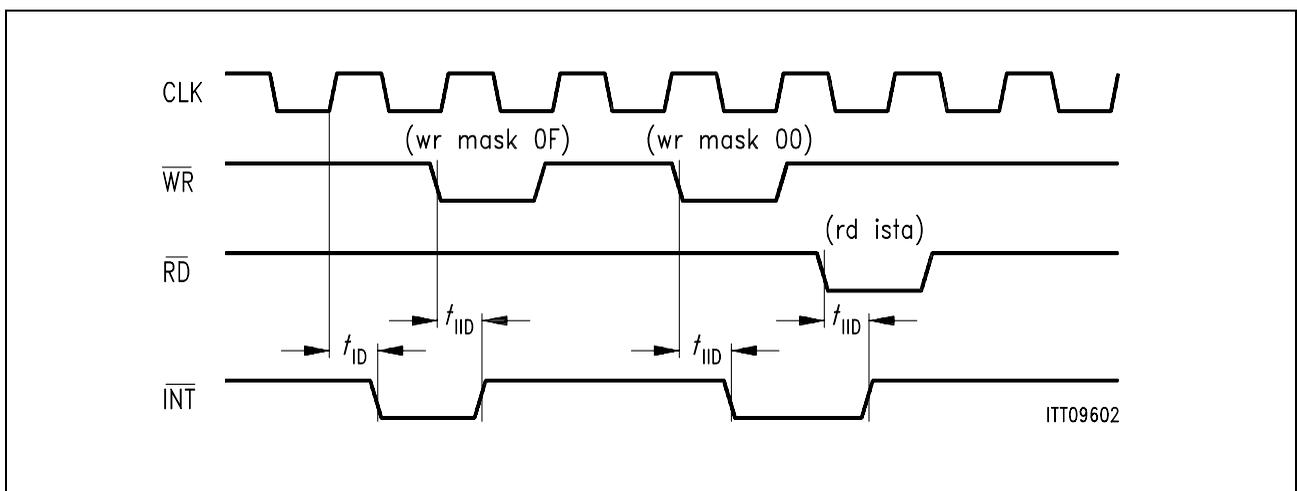 CLK
(wr mask 0F) (wr mask 00)
WR
(rd ista)
RD
tIID tIID
tID tIID
INT
ITT09602